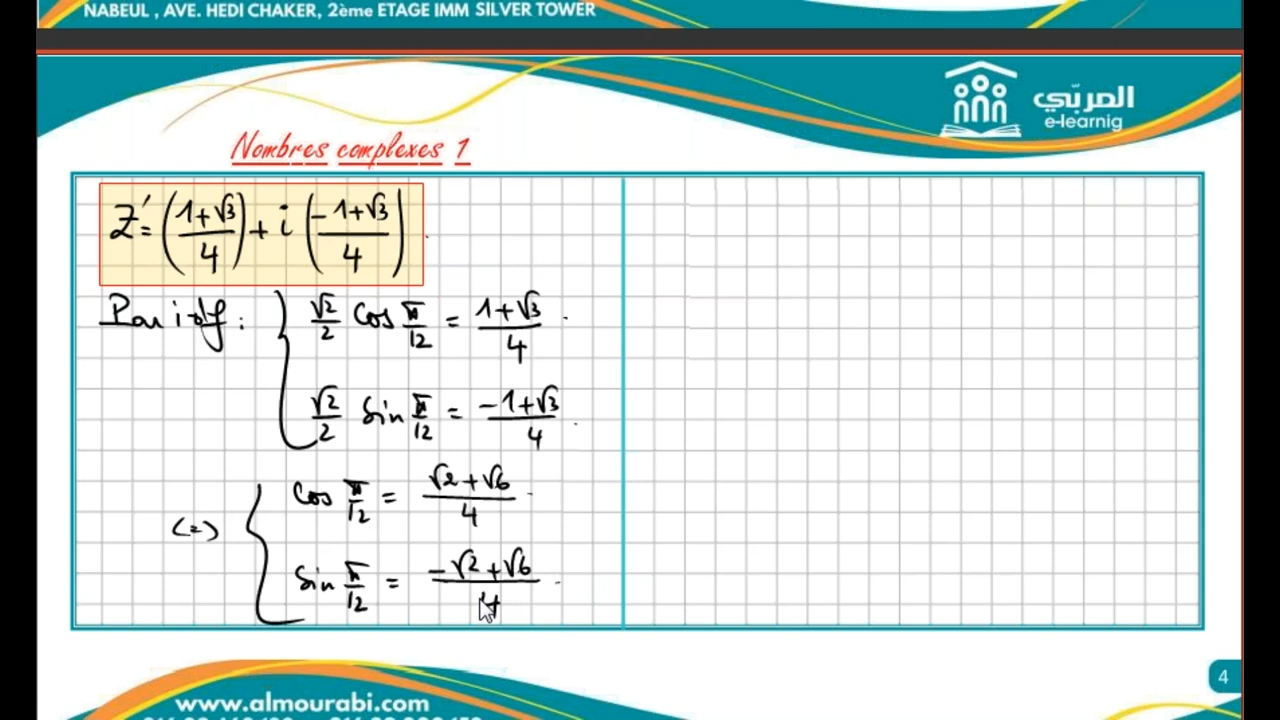 NABEUL , AVE. HEDI CHAKER, 2ème ETAGE IMM SILVER TOWER
المربّي
e-learnig
Nombres complexes 1
Z' = ((1+√3)/4) + i ((-1+√3)/4).
Par idf : { √2/2 cos π/12 = (1+√3)/4 .
√2/2 sin π/12 = (-1+√3)/4 .
(=) { cos π/12 = (√2+√6)/4 .
sin π/12 = (-√2+√6)/4 .
4
www.almourabi.com